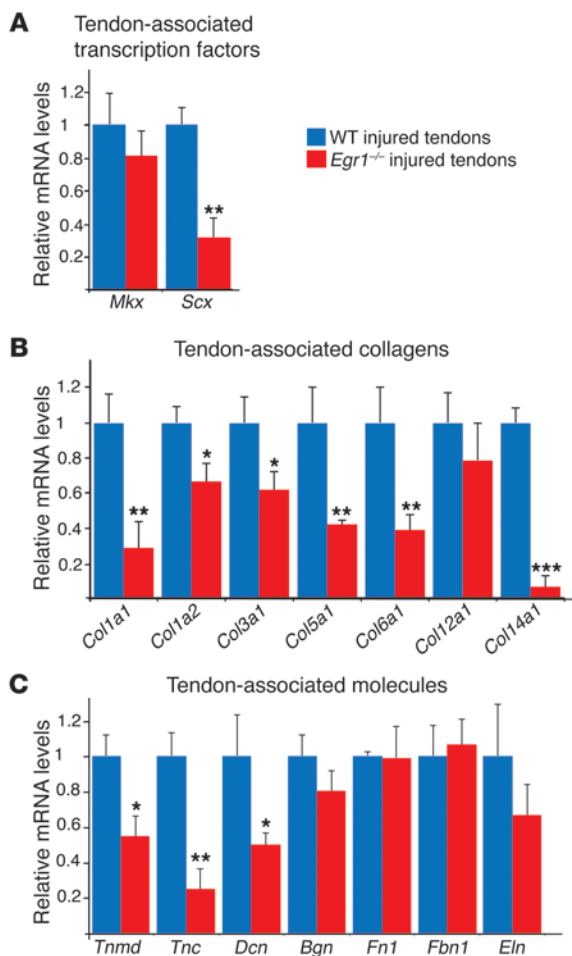 A
Tendon-associated
transcription factors
Relative mRNA levels
1.2
1
0.8
0.6
0.4
0.2
**
Mkx
Scx
WT injured tendons
Egr1–/– injured tendons
B
Tendon-associated collagens
Relative mRNA levels
1.2
1
0.8
0.6
0.4
0.2
**
*
*
**
**
***
Col1a1
Col1a2
Col3a1
Col5a1
Col6a1
Col12a1
Col14a1
C
Tendon-associated molecules
Relative mRNA levels
1.2
1
0.8
0.6
0.4
0.2
*
**
*
Tnmd
Tnc
Dcn
Bgn
Fn1
Fbn1
Eln